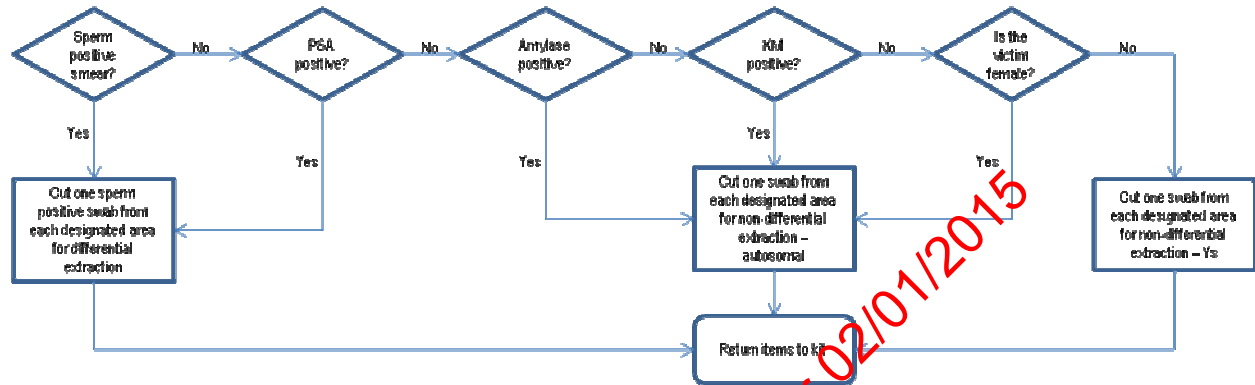 Sperm
positive
smear?
No
PSA
positive?
No
Amylase
positive?
No
KM
positive?
No
Is the
victim
female?
No
Yes
Yes
Yes
Yes
Yes
Cut one sperm
positive swab from
each designated area
for differential
extraction
Cut one swab from
each designated area
for non-differential
extraction –
autosomal
Cut one swab from
each designated area
for non-differential
extraction – Ys
Return items to kit
02/01/2015